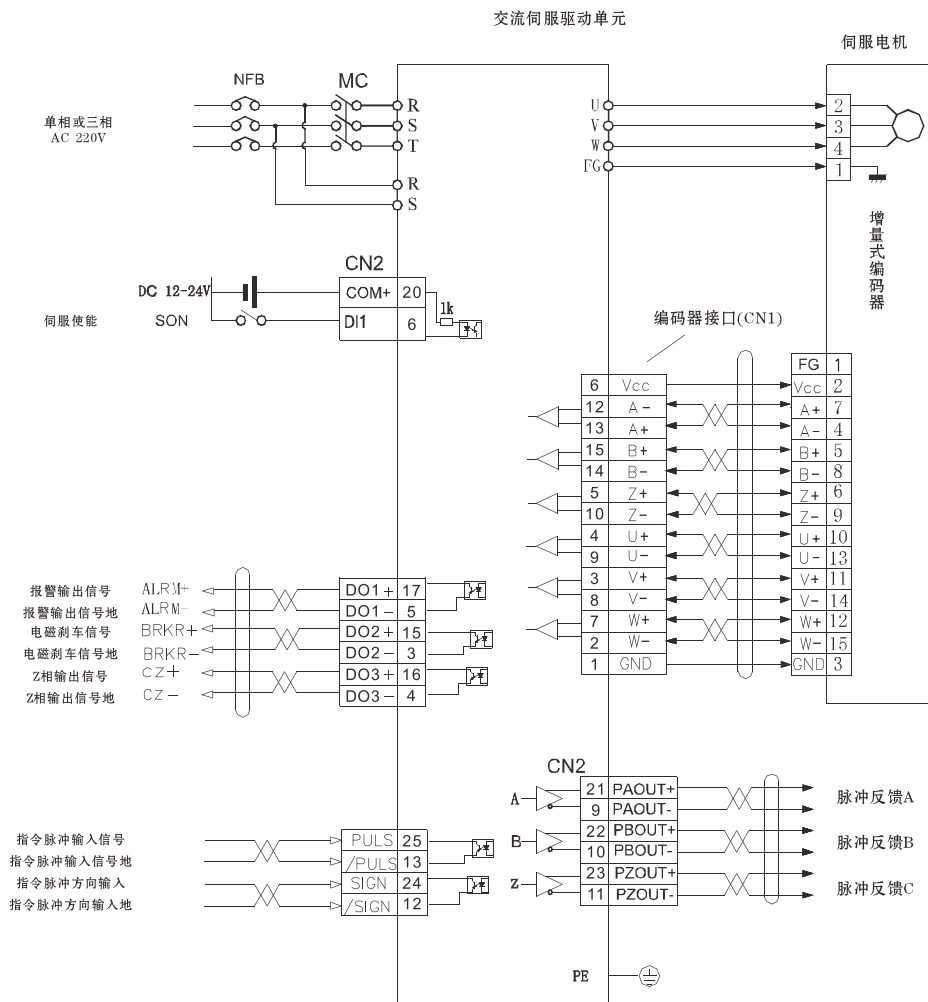 交流伺服驱动单元
伺服电机
NFB
MC
单相或三相
AC 220V
R
S
T
R
S
U
V
W
FG
2
3
4
1
增量式编码器
CN2
DC 12-24V
COM+ 20
1k
伺服使能 SON
DI1 6
编码器接口(CN1)
6 Vcc
12 A-
13 A+
15 B+
14 B-
5 Z+
10 Z-
4 U+
9 U-
3 V+
8 V-
7 W+
2 W-
1 GND
FG 1
Vcc 2
A+ 7
A- 4
B+ 5
B- 8
Z+ 6
Z- 9
U+ 10
U- 13
V+ 11
V- 14
W+ 12
W- 15
GND 3
报警输出信号 ALRM+ DO1+ 17
报警输出信号地 ALRM- DO1- 5
电磁刹车信号 BRKR+ DO2+ 15
电磁刹车信号地 BRKR- DO2- 3
Z相输出信号 CZ+ DO3+ 16
Z相输出信号地 CZ- DO3- 4
CN2
A
21 PAOUT+
9 PAOUT-
脉冲反馈A
B
22 PBOUT+
10 PBOUT-
脉冲反馈B
Z
23 PZOUT+
11 PZOUT-
脉冲反馈C
指令脉冲输入信号 PULS 25
指令脉冲输入信号地 /PULS 13
指令脉冲方向输入 SIGN 24
指令脉冲方向输入地 /SIGN 12
PE